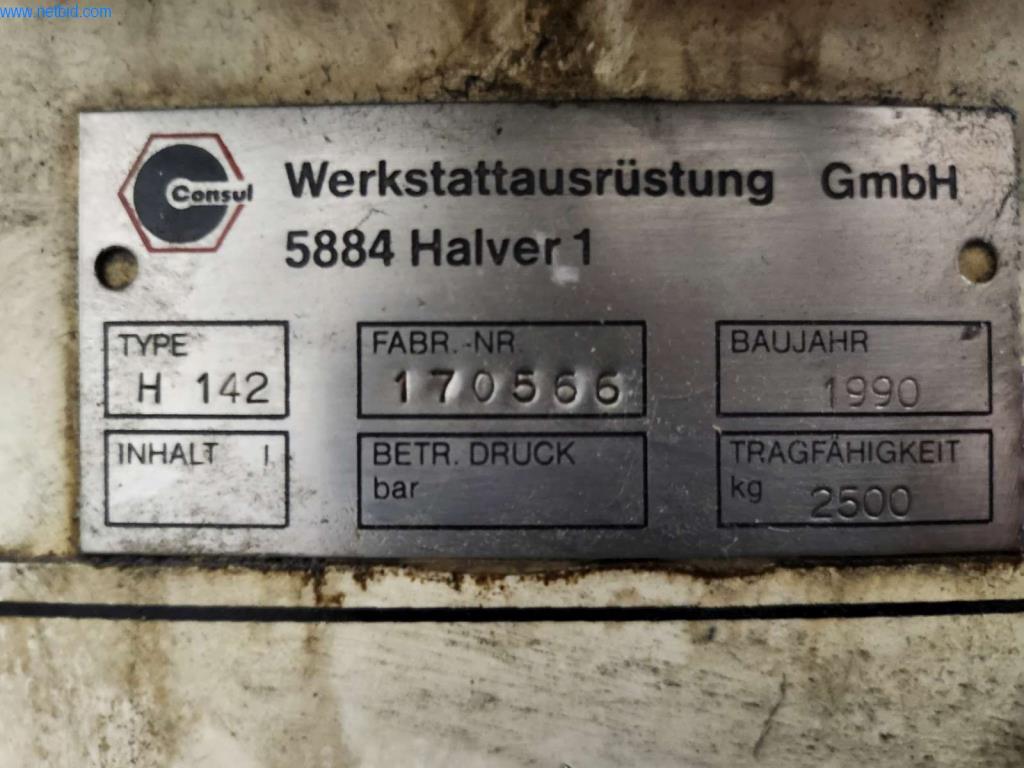 www.netbid.com
Consul
Werkstattausrüstung GmbH
5884 Halver 1
TYPE
H 142
FABR.-NR.
170566
BAUJAHR
1990
INHALT l
BETR. DRUCK
bar
TRAGFÄHIGKEIT
kg 2500